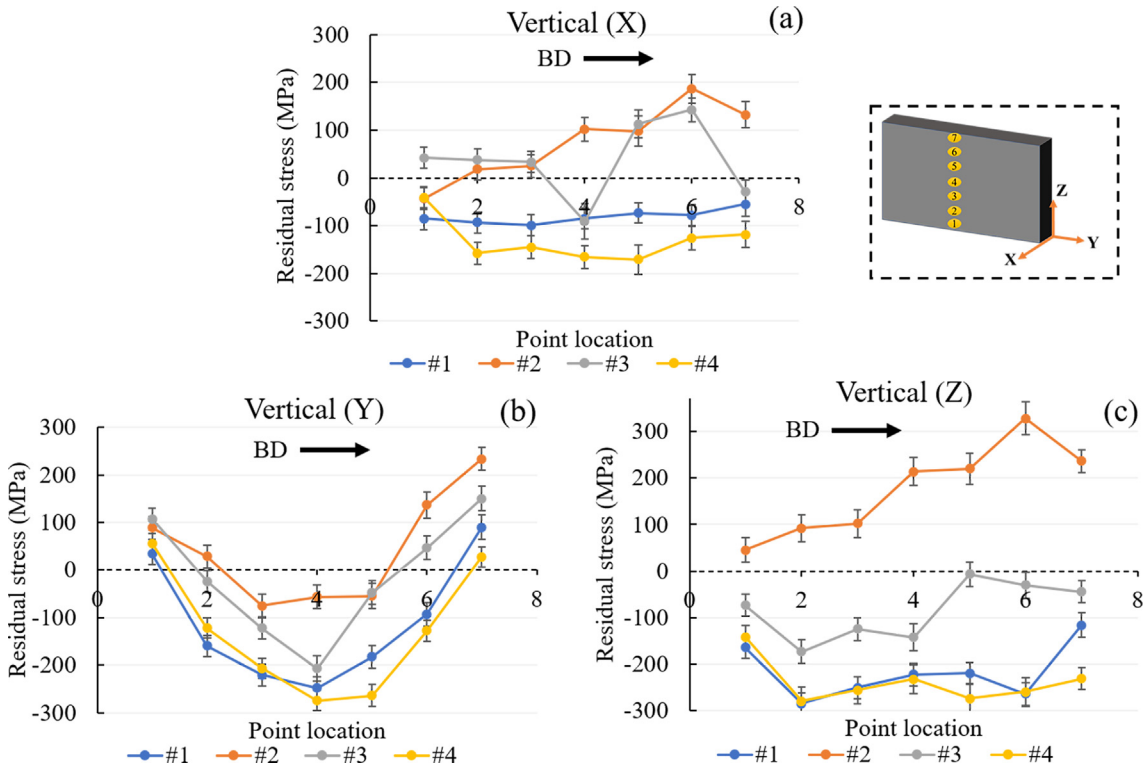 Vertical (X)
(a)
BD
Residual stress (MPa)
300
200
100
0
-100
-200
-300
0 2 4 6 8
Point location
#1 #2 #3 #4
7
6
5
4
3
2
1
Z
Y
X
Vertical (Y)
(b)
BD
Residual stress (MPa)
300
200
100
0
-100
-200
-300
0 2 4 6 8
Point location
#1 #2 #3 #4
Vertical (Z)
(c)
BD
Residual stress (MPa)
300
200
100
0
-100
-200
-300
0 2 4 6 8
Point location
#1 #2 #3 #4